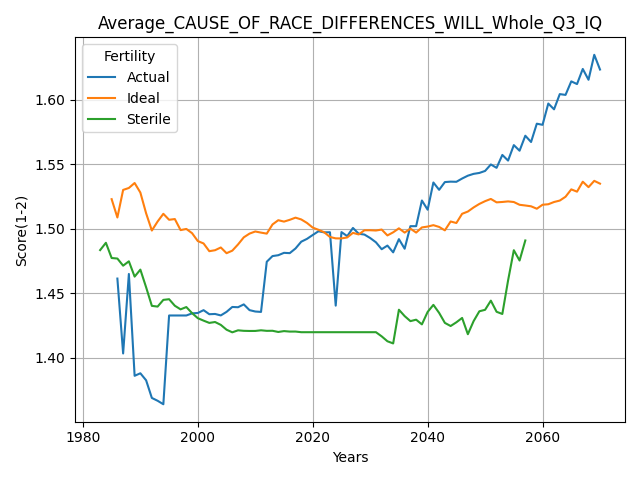 Average_CAUSE_OF_RACE_DIFFERENCES_WILL_Whole_Q3_IQ
Fertility
Actual
Ideal
Sterile
Score(1-2)
1.60
1.55
1.50
1.45
1.40
1980 2000 2020 2040 2060
Years